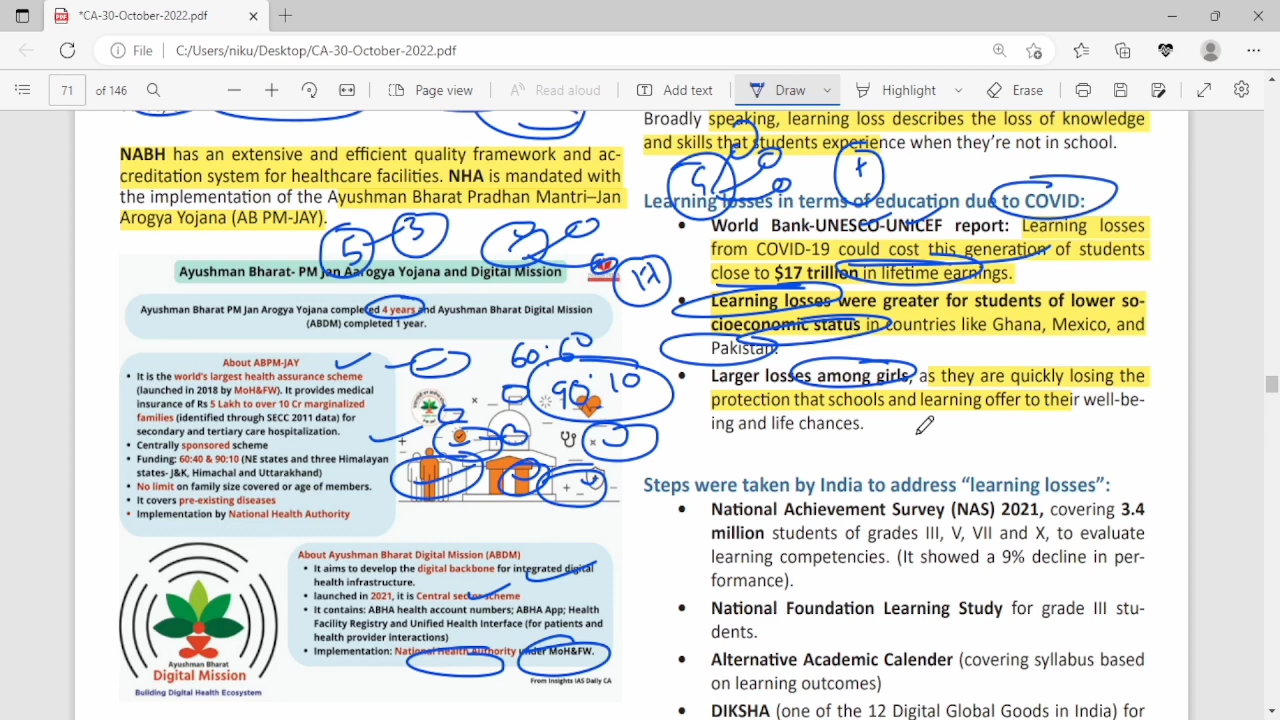 *CA-30-October-2022.pdf
File
C:/Users/niku/Desktop/CA-30-October-2022.pdf
71
of 146
Page view
Read aloud
Add text
Draw
Highlight
Erase
NABH has an extensive and efficient quality framework and ac-
creditation system for healthcare facilities. NHA is mandated with
the implementation of the Ayushman Bharat Pradhan Mantri–Jan
Arogya Yojana (AB PM-JAY).
5
3
17
Ayushman Bharat- PM Jan Aarogya Yojana and Digital Mission
Ayushman Bharat PM Jan Arogya Yojana completed 4 years and Ayushman Bharat Digital Mission
(ABDM) completed 1 year.
60:60
90:10
About ABPM-JAY
• It is the world's largest health assurance scheme
(launched in 2018 by MoH&FW). It provides medical
insurance of Rs 5 Lakh to over 10 Cr marginalized
families (identified through SECC 2011 data) for
secondary and tertiary care hospitalization.
• Centrally sponsored scheme
• Funding: 60:40 & 90:10 (NE states and three Himalayan
states- J&K, Himachal and Uttarakhand)
• No limit on family size covered or age of members.
• It covers pre-existing diseases
• Implementation by National Health Authority
About Ayushman Bharat Digital Mission (ABDM)
• It aims to develop the digital backbone for integrated digital
health infrastructure.
• launched in 2021, it is Central sector scheme
• It contains: ABHA health account numbers; ABHA App; Health
Facility Registry and Unified Health Interface (for patients and
health provider interactions)
• Implementation: National Health Authority under MoH&FW.
From Insights IAS Daily CA
Ayushman Bharat
Digital Mission
Building Digital Health Ecosystem
Broadly speaking, learning loss describes the loss of knowledge
and skills that students experience when they're not in school.
Learning losses in terms of education due to COVID:
• World Bank-UNESCO-UNICEF report: Learning losses
from COVID-19 could cost this generation of students
close to $17 trillion in lifetime earnings.
• Learning losses were greater for students of lower so-
cioeconomic status in countries like Ghana, Mexico, and
Pakistan.
• Larger losses among girls, as they are quickly losing the
protection that schools and learning offer to their well-be-
ing and life chances.
Steps were taken by India to address “learning losses”:
• National Achievement Survey (NAS) 2021, covering 3.4
million students of grades III, V, VII and X, to evaluate
learning competencies. (It showed a 9% decline in per-
formance).
• National Foundation Learning Study for grade III stu-
dents.
• Alternative Academic Calender (covering syllabus based
on learning outcomes)
• DIKSHA (one of the 12 Digital Global Goods in India) for